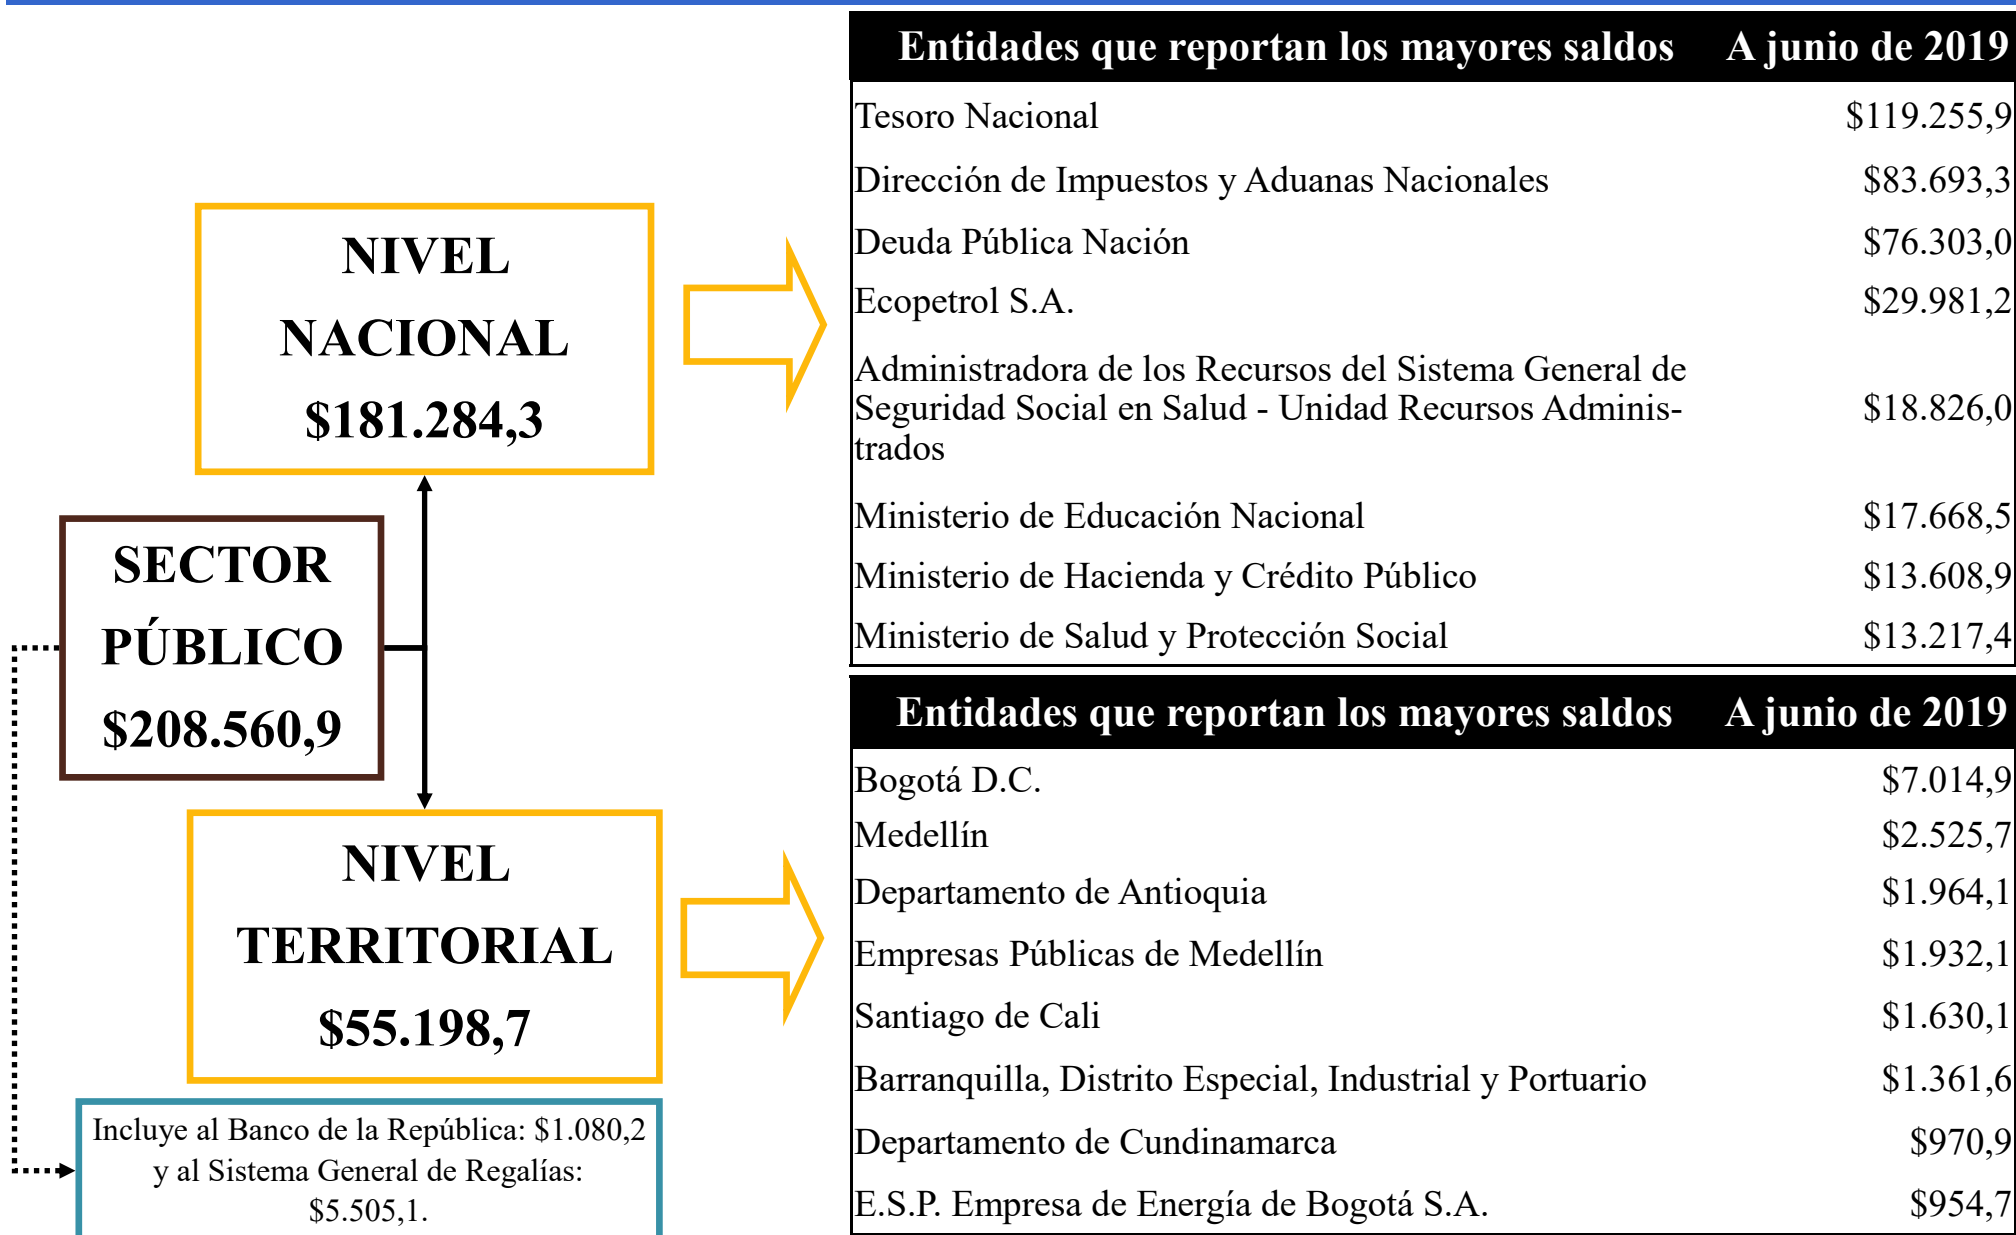 Entidades que reportan los mayores saldos A junio de 2019
Tesoro Nacional $119.255,9
Dirección de Impuestos y Aduanas Nacionales $83.693,3
Deuda Pública Nación $76.303,0
Ecopetrol S.A. $29.981,2
Administradora de los Recursos del Sistema General de
Seguridad Social en Salud - Unidad Recursos Adminis- $18.826,0
trados
Ministerio de Educación Nacional $17.668,5
Ministerio de Hacienda y Crédito Público $13.608,9
Ministerio de Salud y Protección Social $13.217,4
NIVEL
NACIONAL
$181.284,3
SECTOR
PÚBLICO
$208.560,9
NIVEL
TERRITORIAL
$55.198,7
Incluye al Banco de la República: $1.080,2
y al Sistema General de Regalías:
$5.505,1.
Entidades que reportan los mayores saldos A junio de 2019
Bogotá D.C. $7.014,9
Medellín $2.525,7
Departamento de Antioquia $1.964,1
Empresas Públicas de Medellín $1.932,1
Santiago de Cali $1.630,1
Barranquilla, Distrito Especial, Industrial y Portuario $1.361,6
Departamento de Cundinamarca $970,9
E.S.P. Empresa de Energía de Bogotá S.A. $954,7